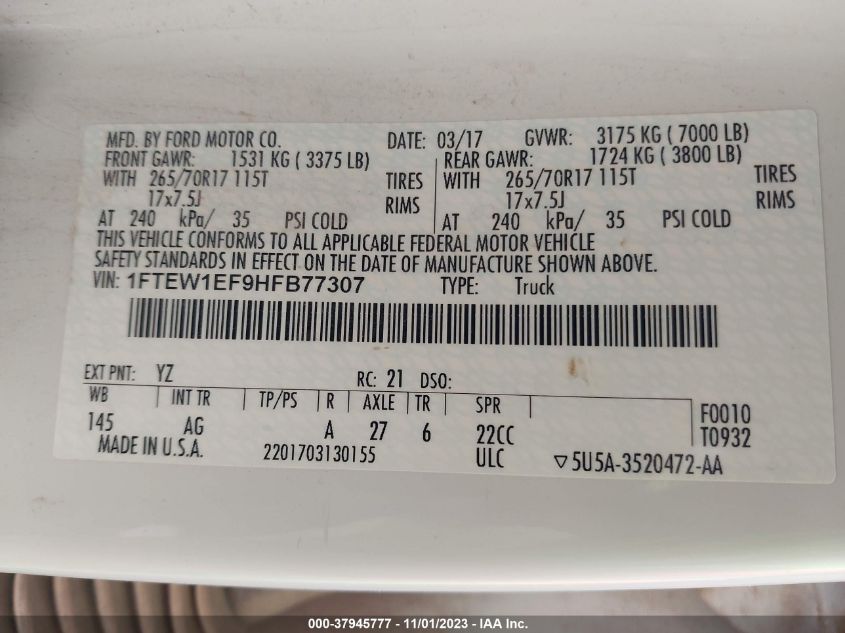 MFD. BY FORD MOTOR CO. DATE: 03/17 GVWR: 3175 KG ( 7000 LB)
FRONT GAWR: 1531 KG ( 3375 LB) REAR GAWR: 1724 KG ( 3800 LB)
WITH 265/70R17 115T TIRES WITH 265/70R17 115T TIRES
17x7.5J RIMS 17x7.5J RIMS
AT 240 kPa/ 35 PSI COLD AT 240 kPa/ 35 PSI COLD
THIS VEHICLE CONFORMS TO ALL APPLICABLE FEDERAL MOTOR VEHICLE
SAFETY STANDARDS IN EFFECT ON THE DATE OF MANUFACTURE SHOWN ABOVE.
VIN: 1FTEW1EF9HFB77307 TYPE: Truck
EXT PNT: YZ RC: 21 DSO:
WB INT TR TP/PS R AXLE TR SPR F0010
145 AG A 27 6 22CC T0932
MADE IN U.S.A. 2201703130155 ULC ▽5U5A-3520472-AA
000-37945777 - 11/01/2023 - IAA Inc.